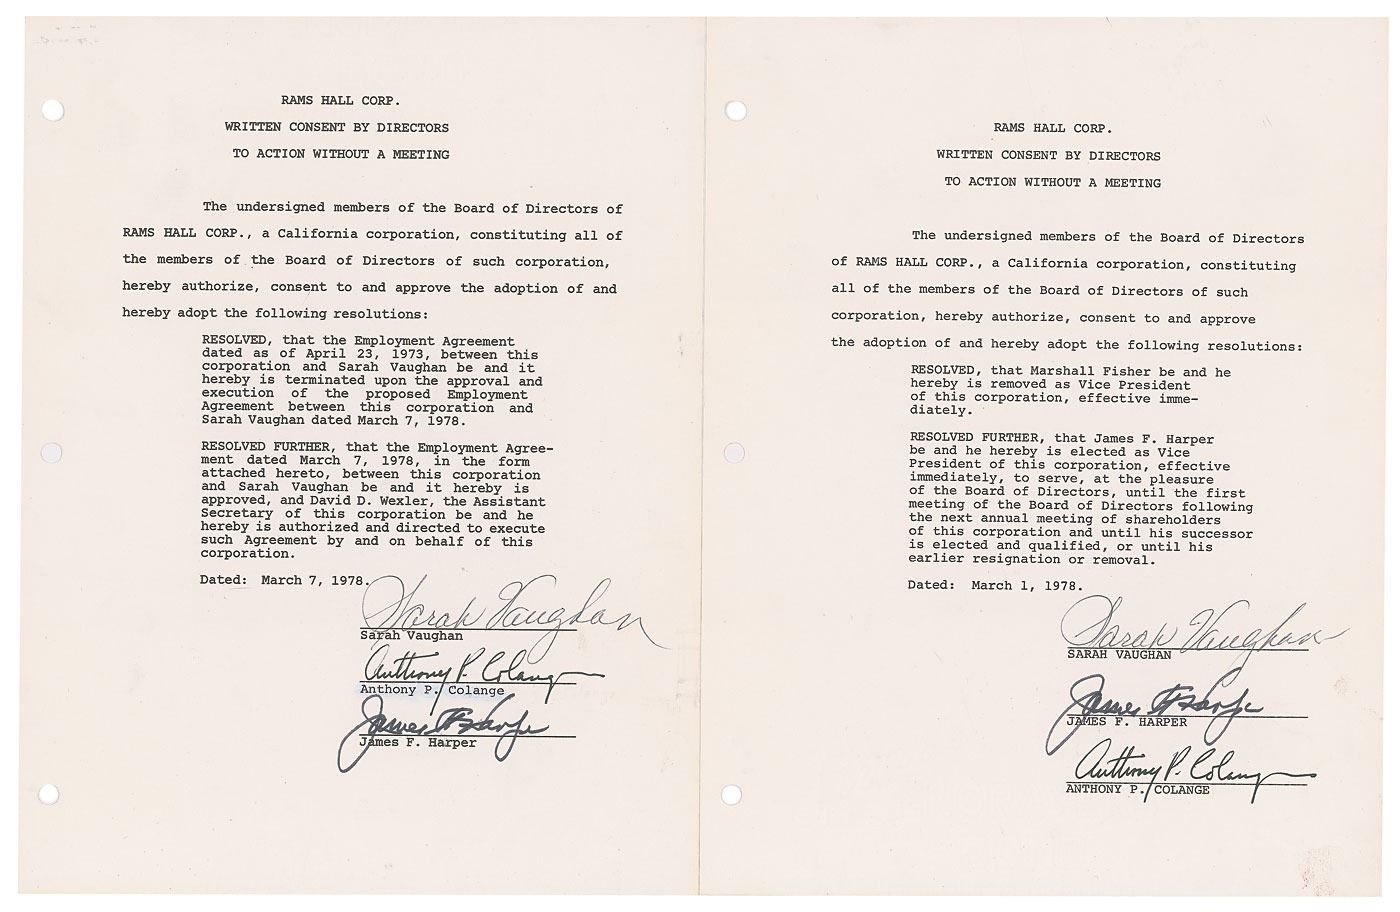 RAMS HALL CORP.
WRITTEN CONSENT BY DIRECTORS
TO ACTION WITHOUT A MEETING
The undersigned members of the Board of Directors of
RAMS HALL CORP., a California corporation, constituting all of
the members of the Board of Directors of such corporation,
hereby authorize, consent to and approve the adoption of and
hereby adopt the following resolutions:
RESOLVED, that the Employment Agreement
dated as of April 23, 1973, between this
corporation and Sarah Vaughan be and it
hereby is terminated upon the approval and
execution of the proposed Employment
Agreement between this corporation and
Sarah Vaughan dated March 7, 1978.
RESOLVED FURTHER, that the Employment Agree-
ment dated March 7, 1978, in the form
attached hereto, between this corporation
and Sarah Vaughan be and it hereby is
approved, and David D. Wexler, the Assistant
Secretary of this corporation be and he
hereby is authorized and directed to execute
such Agreement by and on behalf of this
corporation.
Dated: March 7, 1978.
Sarah Vaughan
Sarah Vaughan
Anthony P. Colange
Anthony P. Colange
James F. Harper
James F. Harper
RAMS HALL CORP.
WRITTEN CONSENT BY DIRECTORS
TO ACTION WITHOUT A MEETING
The undersigned members of the Board of Directors
of RAMS HALL CORP., a California corporation, constituting
all of the members of the Board of Directors of such
corporation, hereby authorize, consent to and approve
the adoption of and hereby adopt the following resolutions:
RESOLVED, that Marshall Fisher be and he
hereby is removed as Vice President
of this corporation, effective imme-
diately.
RESOLVED FURTHER, that James F. Harper
be and he hereby is elected as Vice
President of this corporation, effective
immediately, to serve, at the pleasure
of the Board of Directors, until the first
meeting of the Board of Directors following
the next annual meeting of shareholders
of this corporation and until his successor
is elected and qualified, or until his
earlier resignation or removal.
Dated: March 1, 1978.
Sarah Vaughan
SARAH VAUGHAN
James F. Harper
JAMES F. HARPER
Anthony P. Colange
ANTHONY P. COLANGE